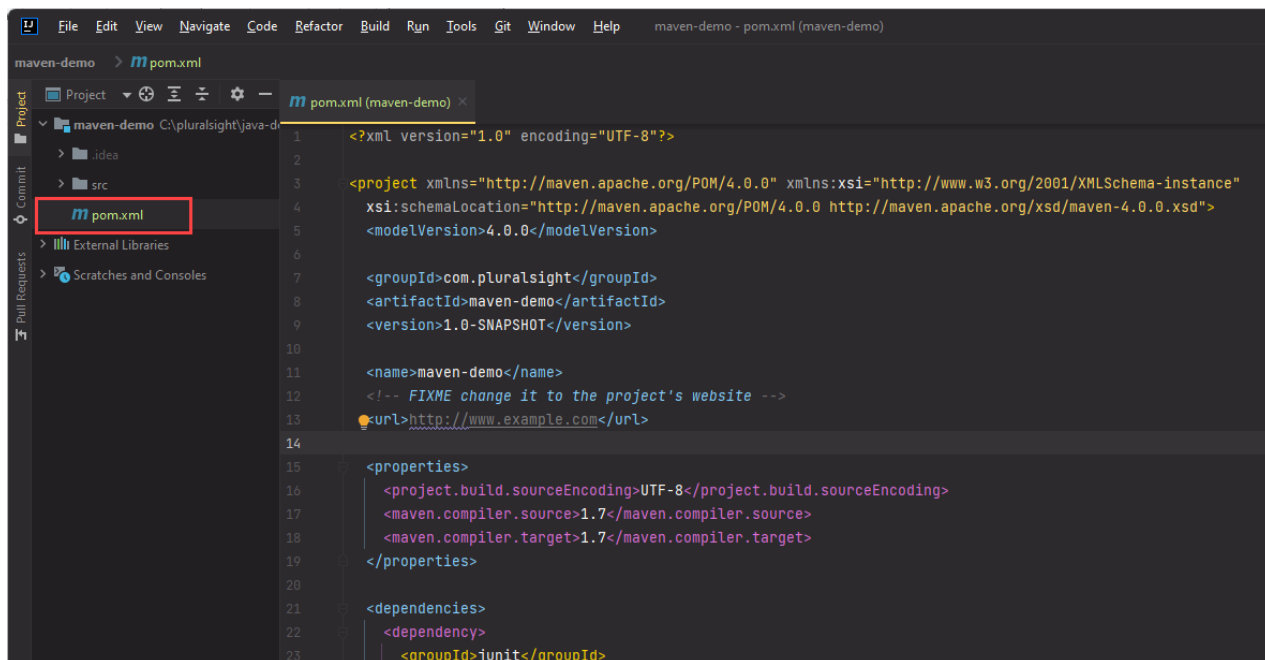 File Edit View Navigate Code Refactor Build Run Tools Git Window Help maven-demo - pom.xml (maven-demo)
maven-demo > m pom.xml
Project
Commit
Pull Requests
Project
maven-demo C:\pluralsight\java-d
.idea
src
m pom.xml
External Libraries
Scratches and Consoles
m pom.xml (maven-demo)
1 <?xml version="1.0" encoding="UTF-8"?>
2
3 <project xmlns="http://maven.apache.org/POM/4.0.0" xmlns:xsi="http://www.w3.org/2001/XMLSchema-instance"
4 xsi:schemaLocation="http://maven.apache.org/POM/4.0.0 http://maven.apache.org/xsd/maven-4.0.0.xsd">
5 <modelVersion>4.0.0</modelVersion>
6
7 <groupId>com.pluralsight</groupId>
8 <artifactId>maven-demo</artifactId>
9 <version>1.0-SNAPSHOT</version>
10
11 <name>maven-demo</name>
12 <!-- FIXME change it to the project's website -->
13 <url>http://www.example.com</url>
14
15 <properties>
16 <project.build.sourceEncoding>UTF-8</project.build.sourceEncoding>
17 <maven.compiler.source>1.7</maven.compiler.source>
18 <maven.compiler.target>1.7</maven.compiler.target>
19 </properties>
20
21 <dependencies>
22 <dependency>
23 <groupId>junit</groupId>